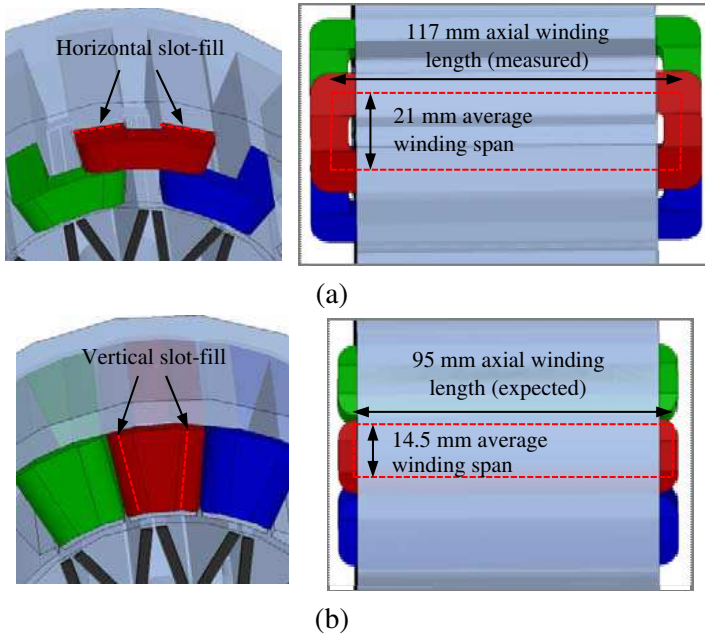 Horizontal slot-fill
117 mm axial winding
length (measured)
21 mm average
winding span
(a)
Vertical slot-fill
95 mm axial winding
length (expected)
14.5 mm average
winding span
(b)